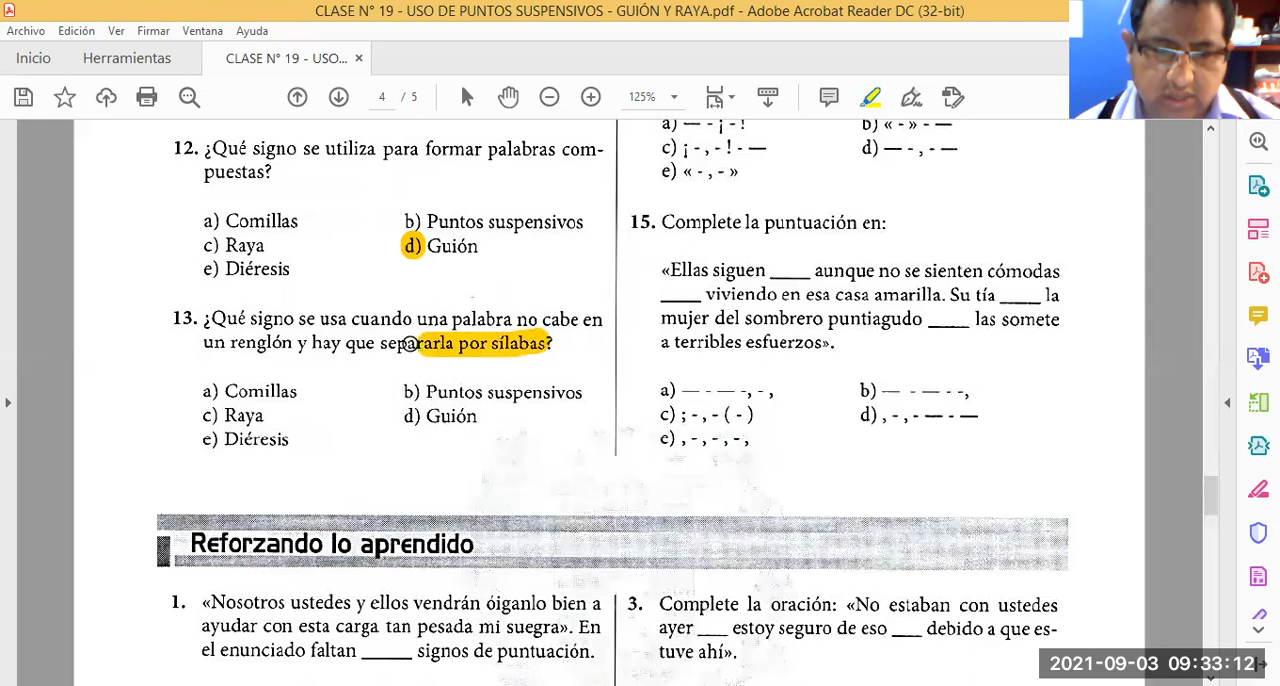 CLASE N° 19 - USO DE PUNTOS SUSPENSIVOS - GUIÓN Y RAYA.pdf - Adobe Acrobat Reader DC (32-bit)
Archivo Edición Ver Firmar Ventana Ayuda
Inicio Herramientas CLASE N° 19 - USO... ×
4 / 5 125%
12. ¿Qué signo se utiliza para formar palabras com-
puestas?
a) Comillas b) Puntos suspensivos
c) Raya d) Guión
e) Diéresis
13. ¿Qué signo se usa cuando una palabra no cabe en
un renglón y hay que separarla por sílabas?
a) Comillas b) Puntos suspensivos
c) Raya d) Guión
e) Diéresis
a) — - ¡ - ! b) « - » - —
c) ¡ - , - ! - — d) — - , - —
e) « - , - »
15. Complete la puntuación en:
«Ellas siguen ____ aunque no se sienten cómodas
____ viviendo en esa casa amarilla. Su tía ____ la
mujer del sombrero puntiagudo ____ las somete
a terribles esfuerzos».
a) — - — -, - , b) — - — - -,
c) ; - , - ( - ) d) , - , - — - —
e) , - , - , - ,
Reforzando lo aprendido
1. «Nosotros ustedes y ellos vendrán óiganlo bien a
ayudar con esta carga tan pesada mi suegra». En
el enunciado faltan _____ signos de puntuación.
3. Complete la oración: «No estaban con ustedes
ayer ___ estoy seguro de eso ___ debido a que es-
tuve ahí».
2021-09-03 09:33:12